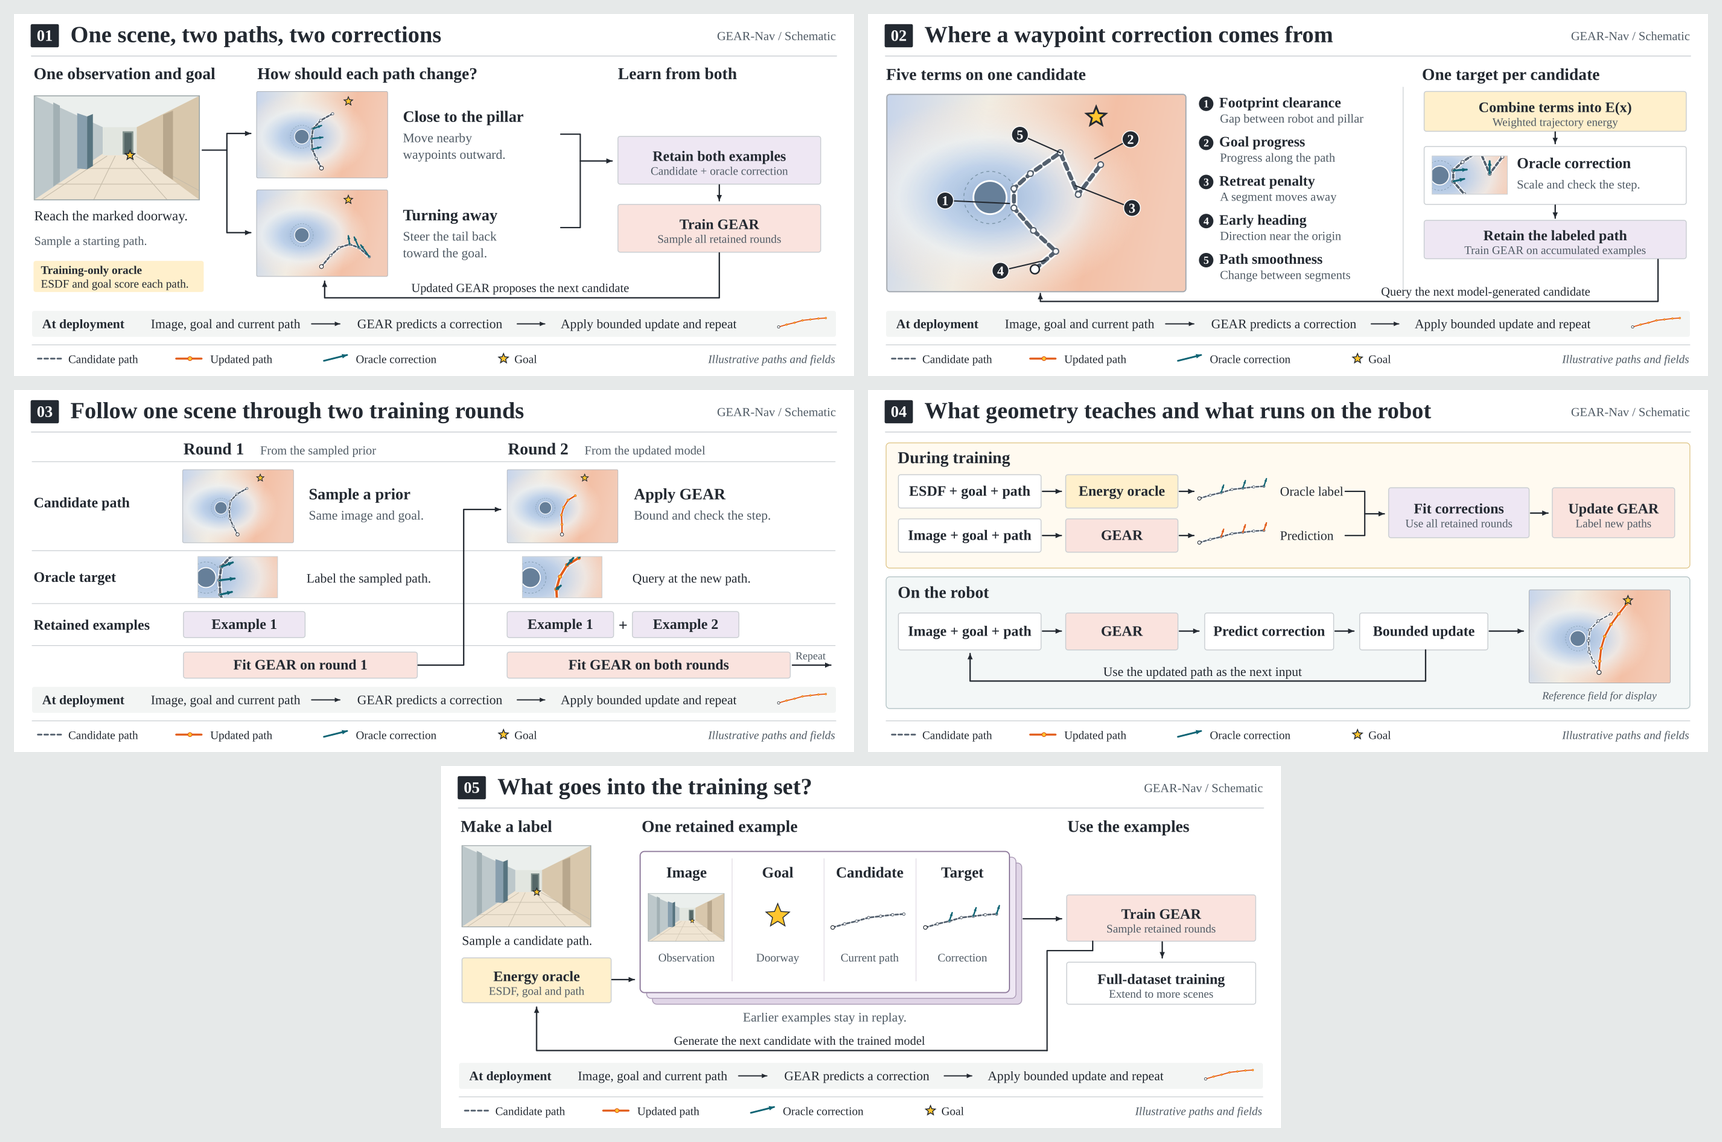 01 One scene, two paths, two corrections
GEAR-Nav / Schematic
One observation and goal
How should each path change?
Learn from both
Close to the pillar
Move nearby
waypoints outward.
Retain both examples
Candidate + oracle correction
Reach the marked doorway.
Sample a starting path.
Turning away
Steer the tail back
toward the goal.
Train GEAR
Sample all retained rounds
Training-only oracle
ESDF and goal score each path.
Updated GEAR proposes the next candidate
At deployment
Image, goal and current path
GEAR predicts a correction
Apply bounded update and repeat
Candidate path
Updated path
Oracle correction
Goal
Illustrative paths and fields
02 Where a waypoint correction comes from
GEAR-Nav / Schematic
Five terms on one candidate
One target per candidate
5
2
1
3
4
1 Footprint clearance
Gap between robot and pillar
2 Goal progress
Progress along the path
3 Retreat penalty
A segment moves away
4 Early heading
Direction near the origin
5 Path smoothness
Change between segments
Combine terms into E(x)
Weighted trajectory energy
Oracle correction
Scale and check the step.
Retain the labeled path
Train GEAR on accumulated examples
Query the next model-generated candidate
At deployment
Image, goal and current path
GEAR predicts a correction
Apply bounded update and repeat
Candidate path
Updated path
Oracle correction
Goal
Illustrative paths and fields
03 Follow one scene through two training rounds
GEAR-Nav / Schematic
Round 1 From the sampled prior
Round 2 From the updated model
Candidate path
Sample a prior
Same image and goal.
Apply GEAR
Bound and check the step.
Oracle target
Label the sampled path.
Query at the new path.
Retained examples
Example 1
Example 1 + Example 2
Fit GEAR on round 1
Fit GEAR on both rounds
Repeat
At deployment
Image, goal and current path
GEAR predicts a correction
Apply bounded update and repeat
Candidate path
Updated path
Oracle correction
Goal
Illustrative paths and fields
04 What geometry teaches and what runs on the robot
GEAR-Nav / Schematic
During training
ESDF + goal + path
Energy oracle
Oracle label
Image + goal + path
GEAR
Prediction
Fit corrections
Use all retained rounds
Update GEAR
Label new paths
On the robot
Image + goal + path
GEAR
Predict correction
Bounded update
Use the updated path as the next input
Reference field for display
Candidate path
Updated path
Oracle correction
Goal
Illustrative paths and fields
05 What goes into the training set?
GEAR-Nav / Schematic
Make a label
One retained example
Use the examples
Image
Goal
Candidate
Target
Observation
Doorway
Current path
Correction
Sample a candidate path.
Energy oracle
ESDF, goal and path
Train GEAR
Sample retained rounds
Full-dataset training
Extend to more scenes
Earlier examples stay in replay.
Generate the next candidate with the trained model
At deployment
Image, goal and current path
GEAR predicts a correction
Apply bounded update and repeat
Candidate path
Updated path
Oracle correction
Goal
Illustrative paths and fields